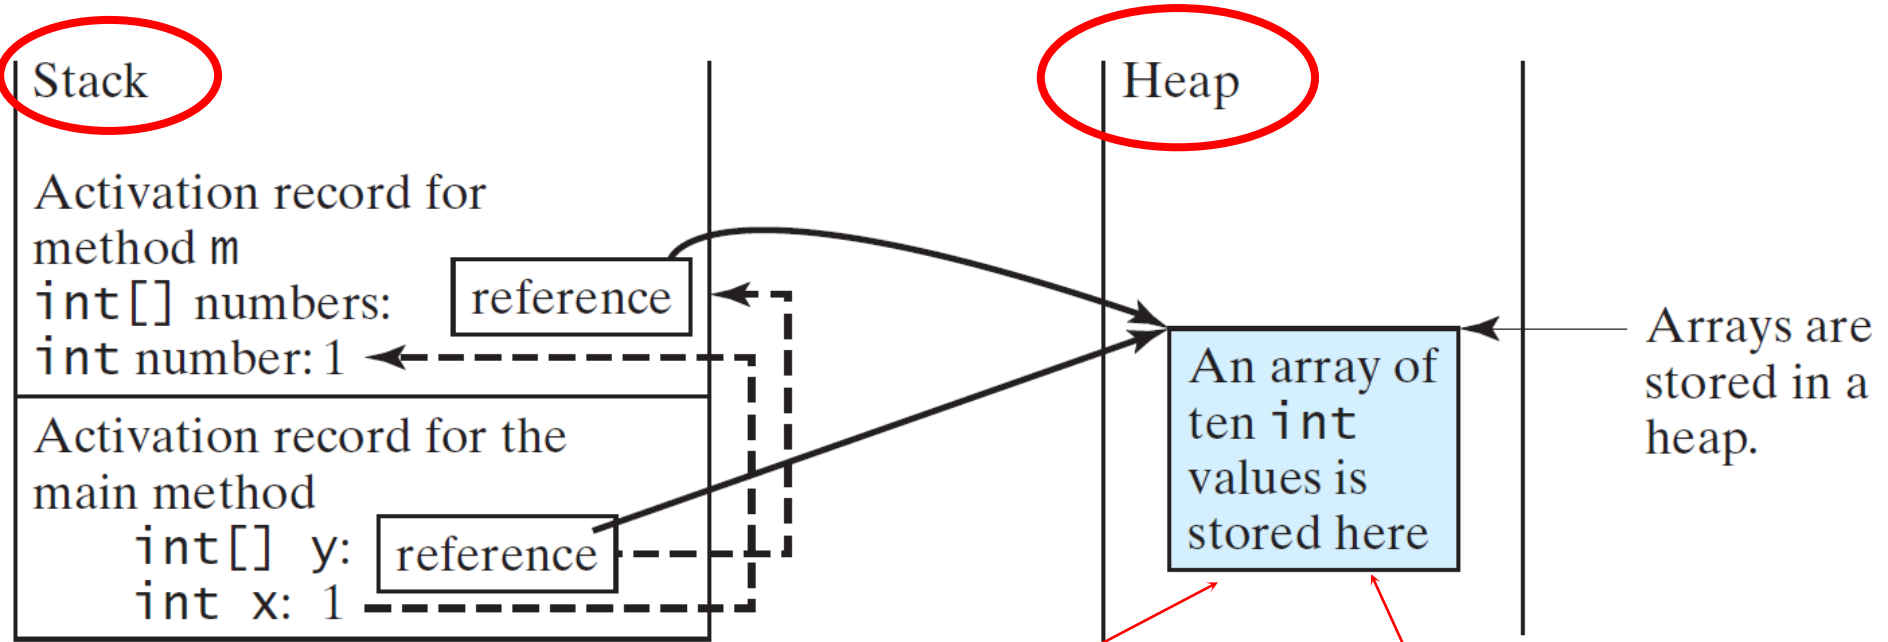 Stack
Activation record for
method m
int[] numbers:
reference
int number: 1
Activation record for the
main method
int[] y:
reference
int x: 1
Heap
An array of
ten int
values is
stored here
Arrays are
stored in a
heap.